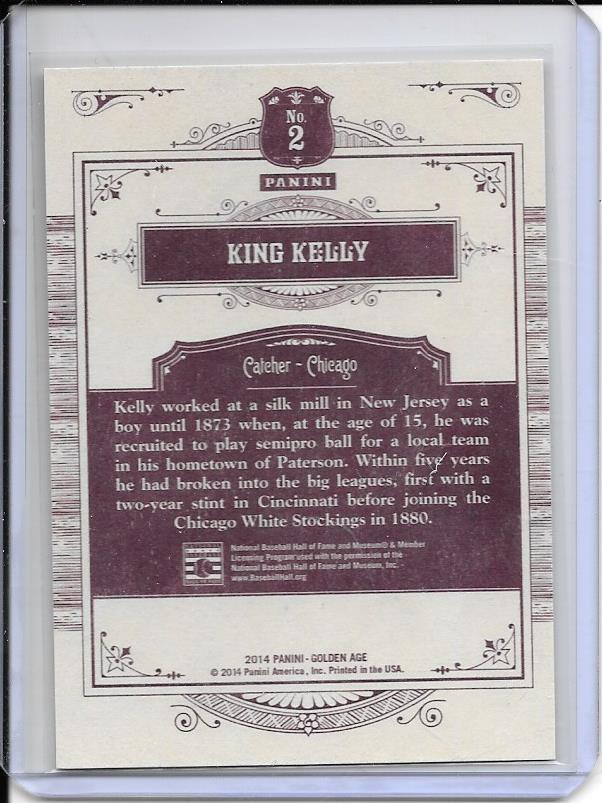 No.
2
PANINI
KING KELLY
Catcher - Chicago
Kelly worked at a silk mill in New Jersey as a
boy until 1873 when, at the age of 15, he was
recruited to play semipro ball for a local team
in his hometown of Paterson. Within five years
he had broken into the big leagues, first with a
two-year stint in Cincinnati before joining the
Chicago White Stockings in 1880.
National Baseball Hall of Fame and Museum® & Member
Licensing Program used with the permission of the
National Baseball Hall of Fame and Museum, Inc.
www.BaseballHall.org
2014 PANINI - GOLDEN AGE
© 2014 Panini America, Inc. Printed in the USA.